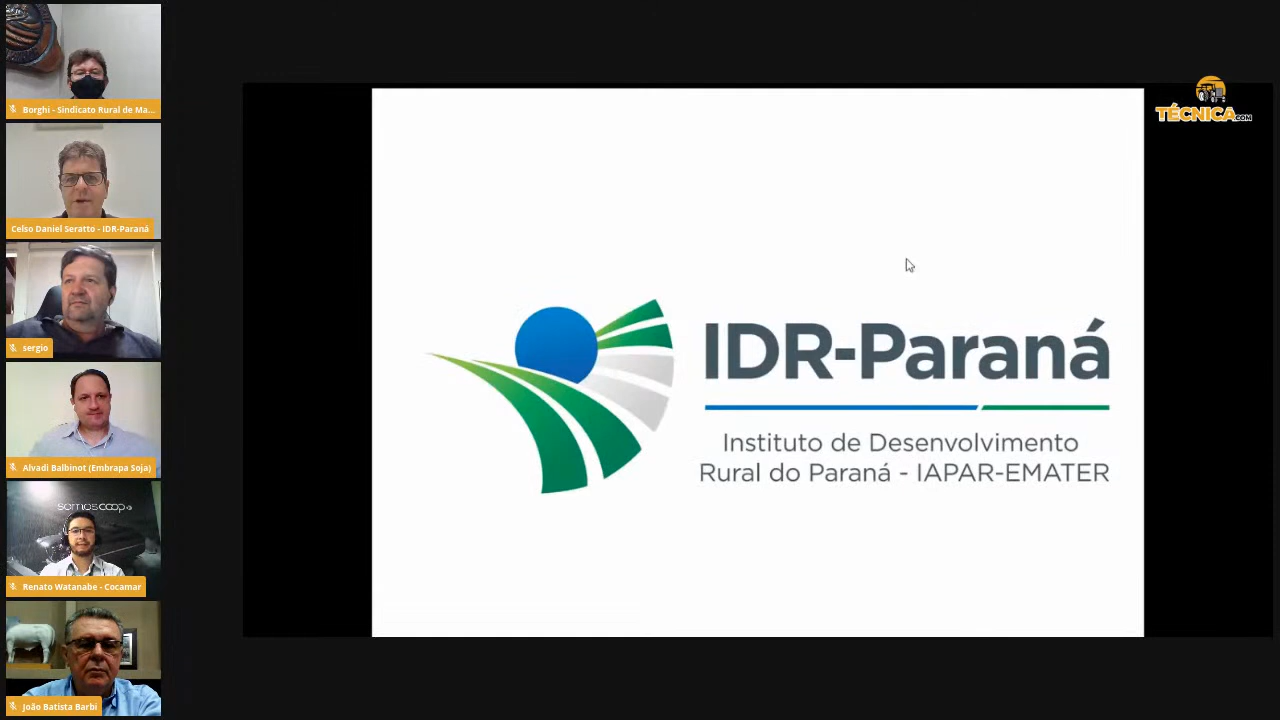 Borghi - Sindicato Rural de Ma...
Celso Daniel Seratto - IDR-Paraná
sergio
Alvadi Balbinot (Embrapa Soja)
somoscoop
Renato Watanabe - Cocamar
João Batista Barbi
TÉCNICA.COM
IDR-Paraná
Instituto de Desenvolvimento
Rural do Paraná - IAPAR-EMATER